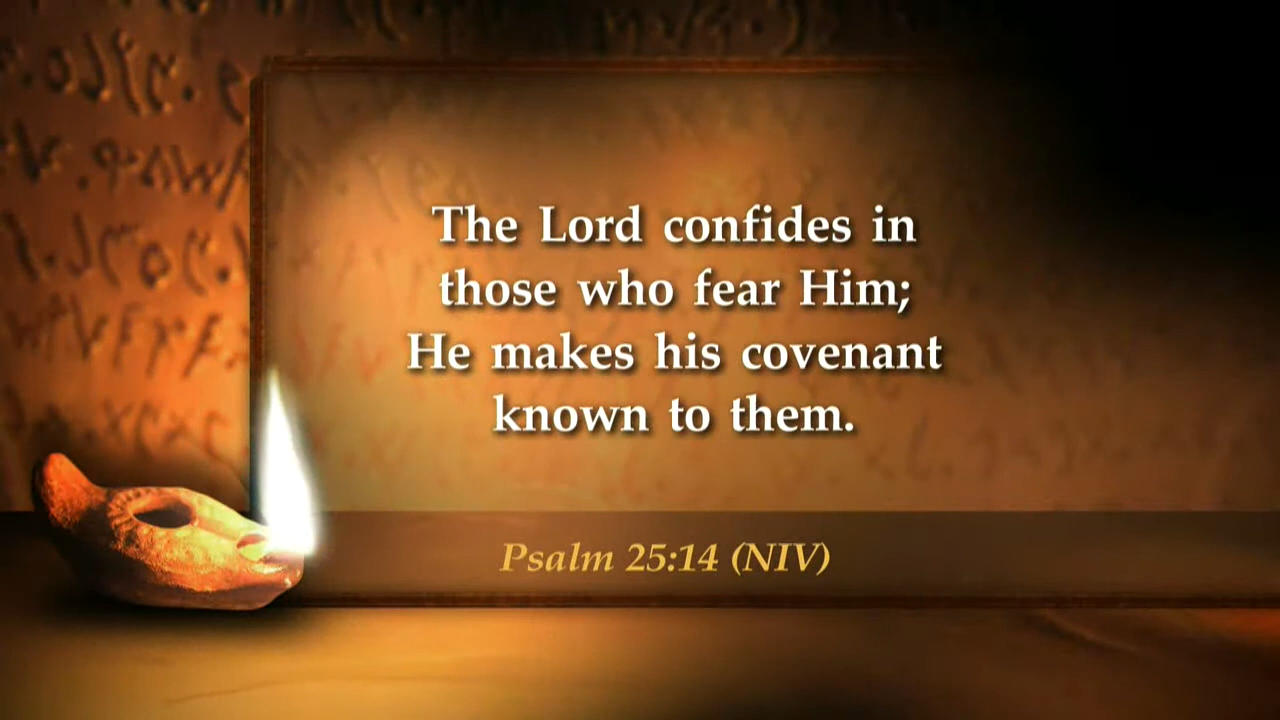 The Lord confides in
those who fear Him;
He makes his covenant
known to them.
Psalm 25:14 (NIV)